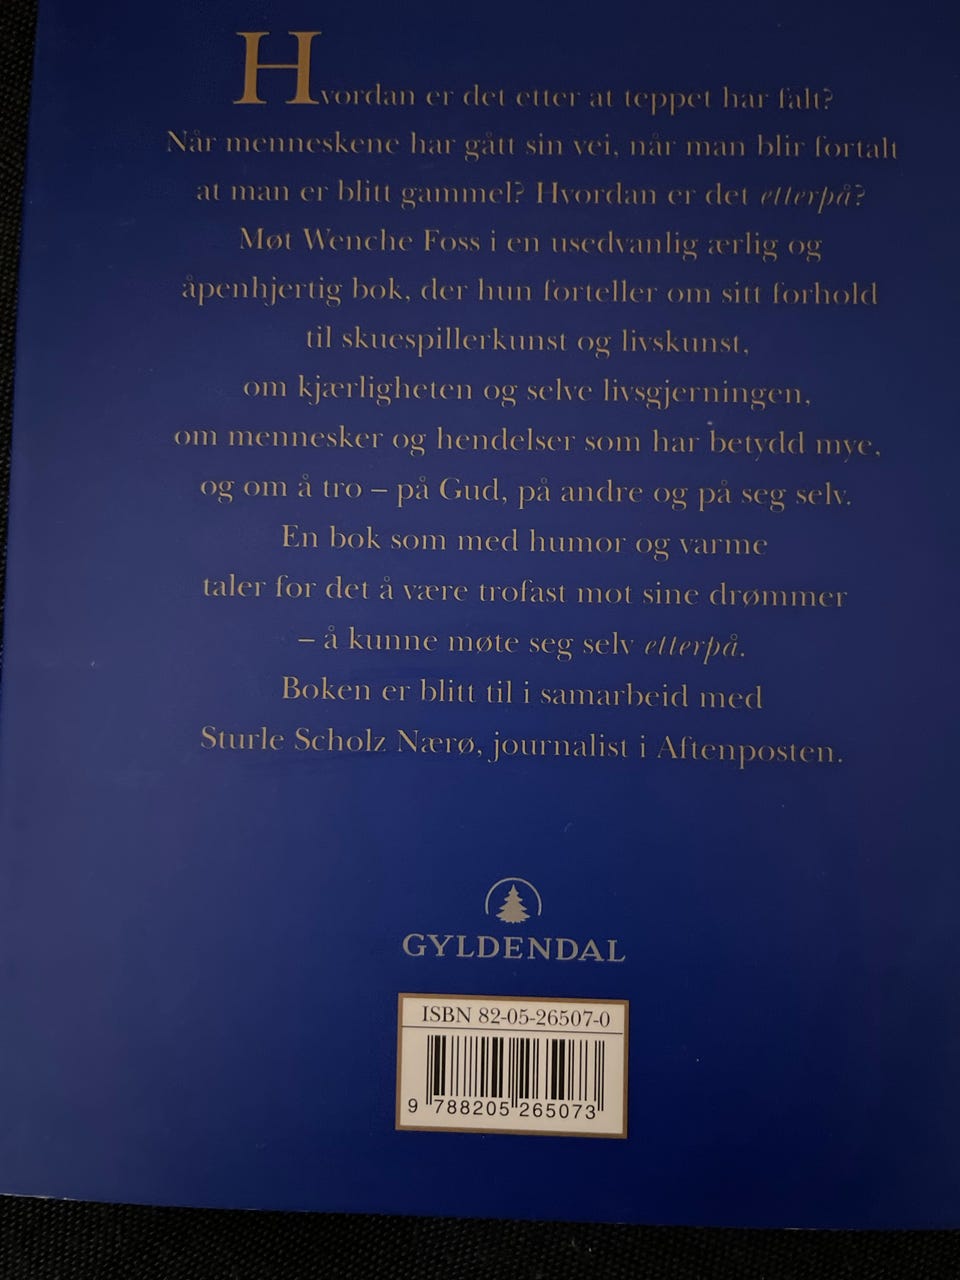 Hvordan er det etter at teppet har falt?
Når menneskene har gått sin vei, når man blir fortalt
at man er blitt gammel? Hvordan er det etterpå?
Møt Wenche Foss i en usedvanlig ærlig og
åpenhjertig bok, der hun forteller om sitt forhold
til skuespillerkunst og livskunst,
om kjærligheten og selve livsgjerningen,
om mennesker og hendelser som har betydd mye,
og om å tro – på Gud, på andre og på seg selv.
En bok som med humor og varme
taler for det å være trofast mot sine drømmer
– å kunne møte seg selv etterpå.
Boken er blitt til i samarbeid med
Sturle Scholz Nærø, journalist i Aftenposten.
GYLDENDAL
ISBN 82-05-26507-0
9 788205 265073